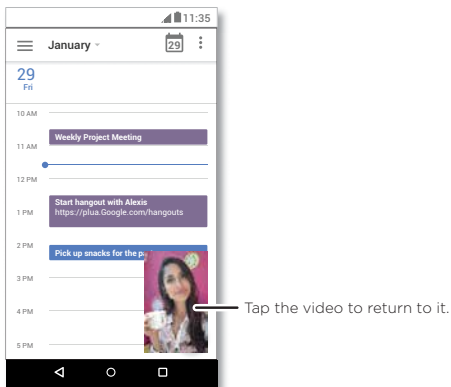 11:35
January
29
29
Fri
10 AM
Weekly Project Meeting
11 AM
12 PM
Start hangout with Alexis
https://plua.Google.com/hangouts
1 PM
2 PM
Pick up snacks for the pa
3 PM
Tap the video to return to it.
4 PM
5 PM